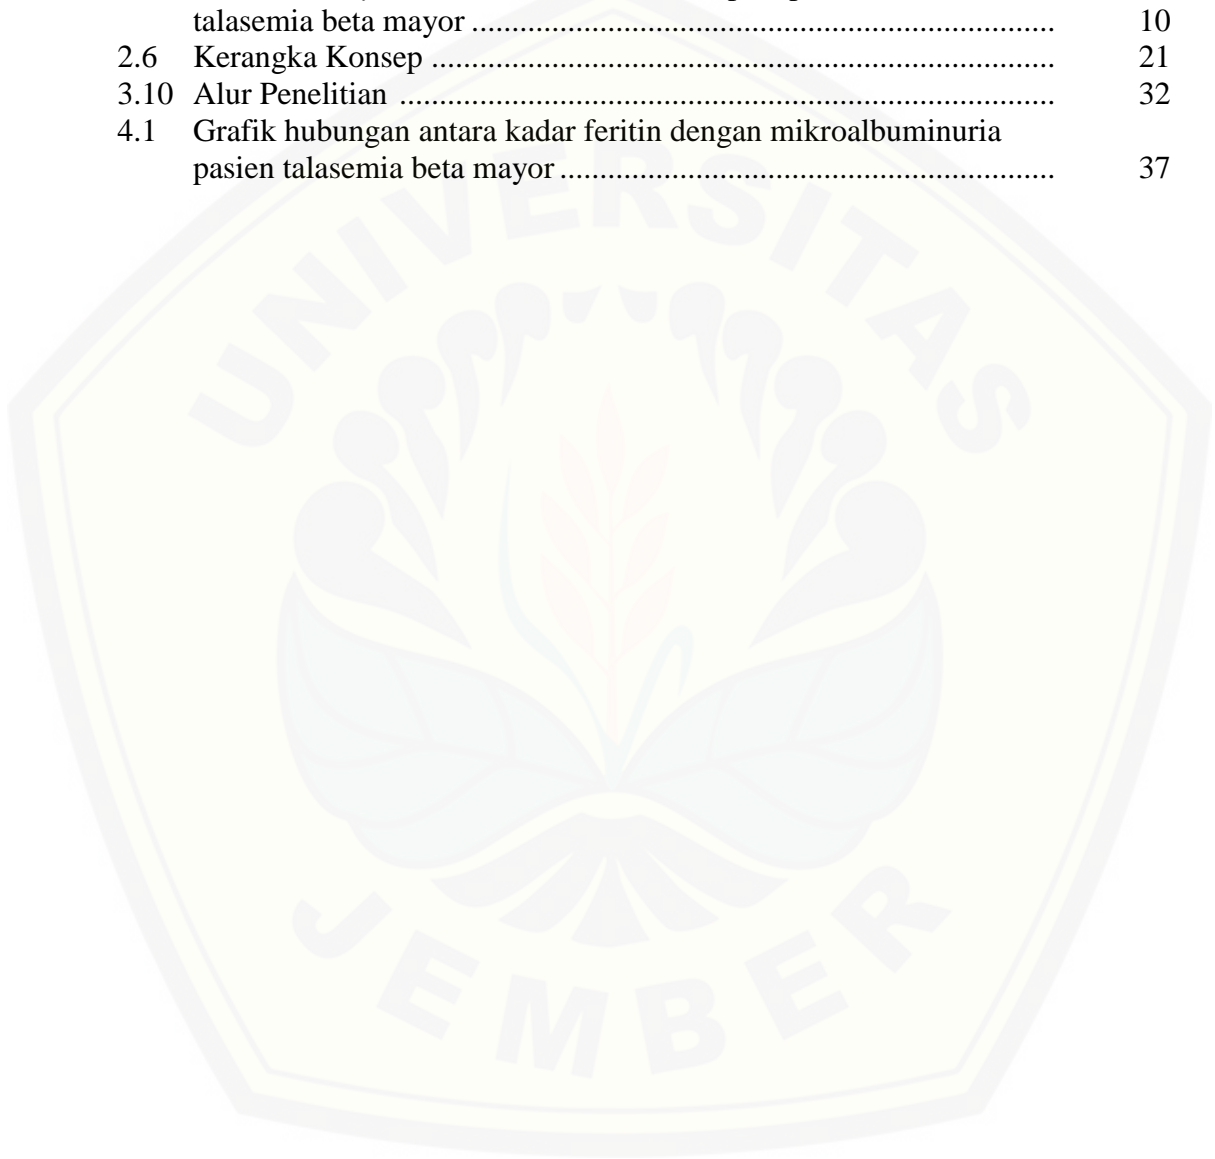 talasemia beta mayor ........................................................................... 10
2.6 Kerangka Konsep ................................................................................ 21
3.10 Alur Penelitian ................................................................................... 32
4.1 Grafik hubungan antara kadar feritin dengan mikroalbuminuria
pasien talasemia beta mayor ................................................................ 37
UNIVERSITAS
JEMBER